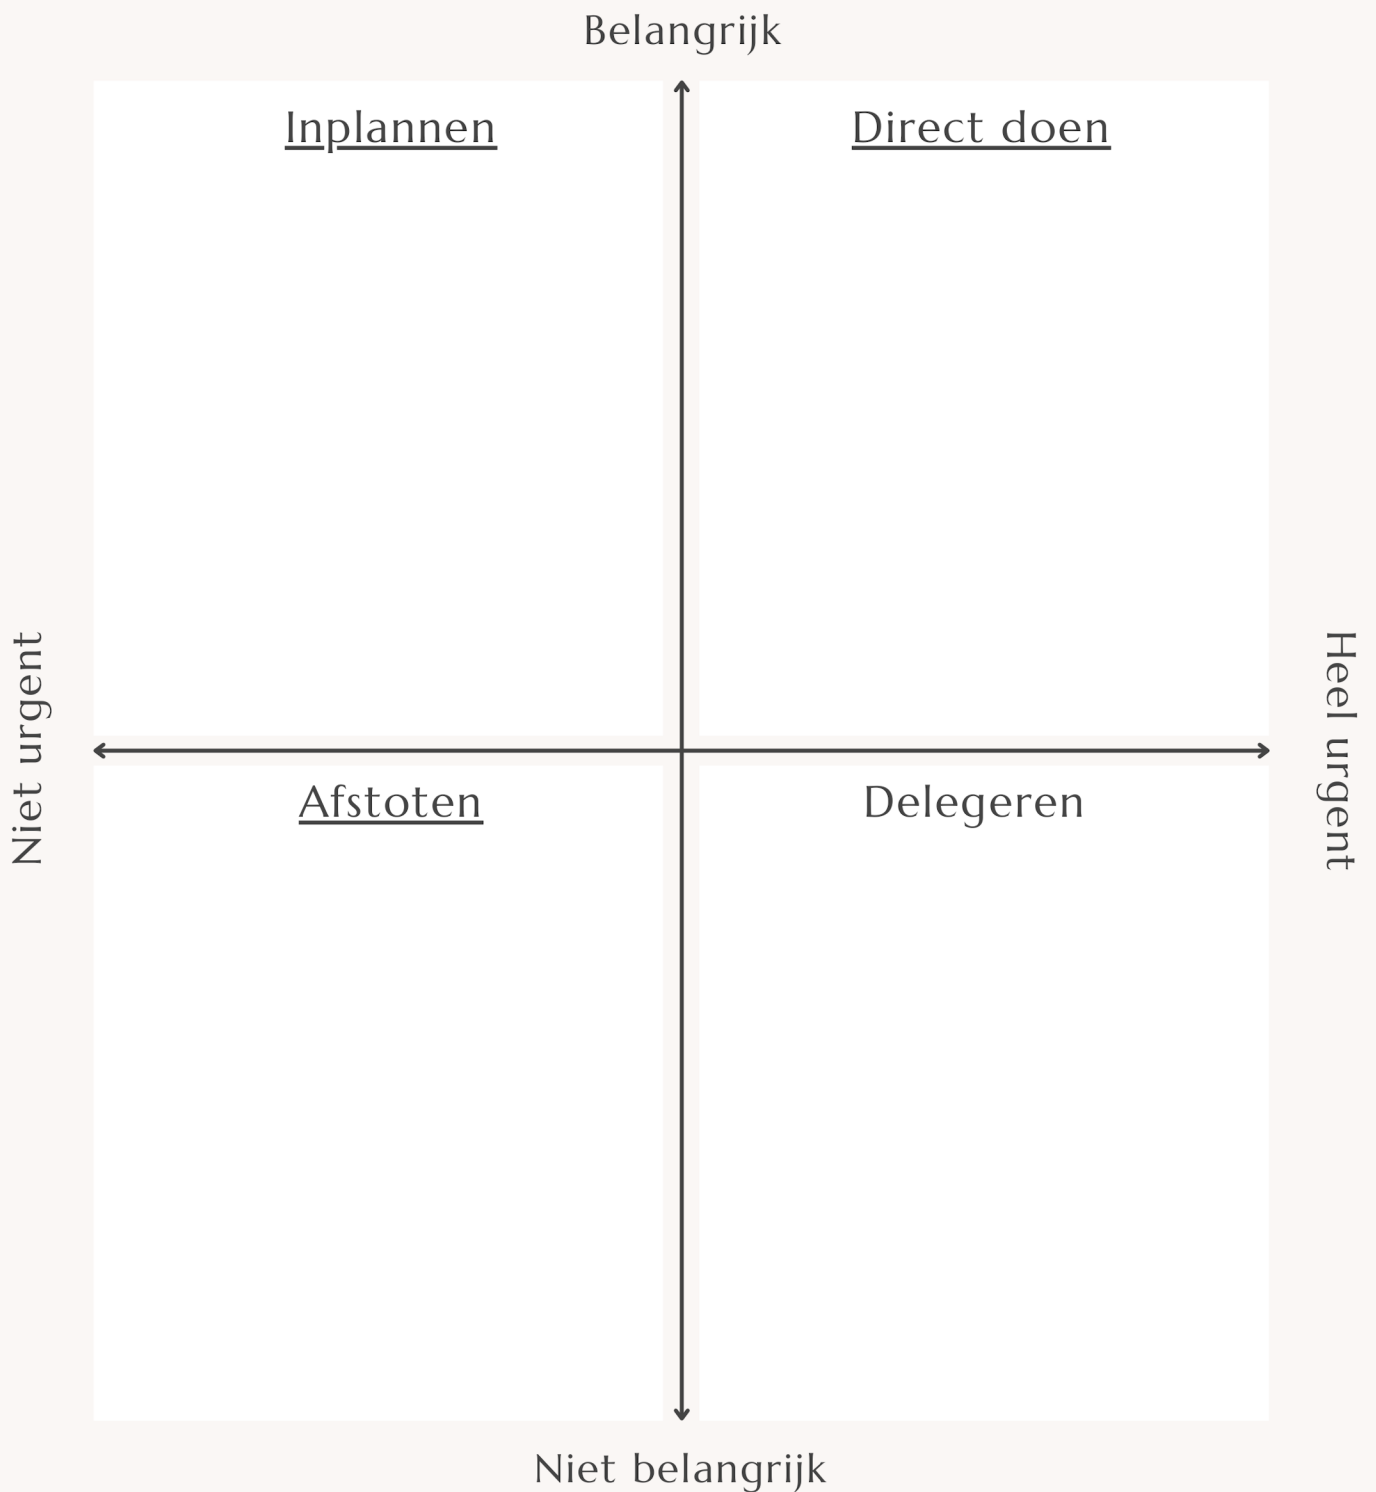 Belangrijk
Inplannen
Direct doen
Niet urgent
Heel urgent
Afstoten
Delegeren
Niet belangrijk